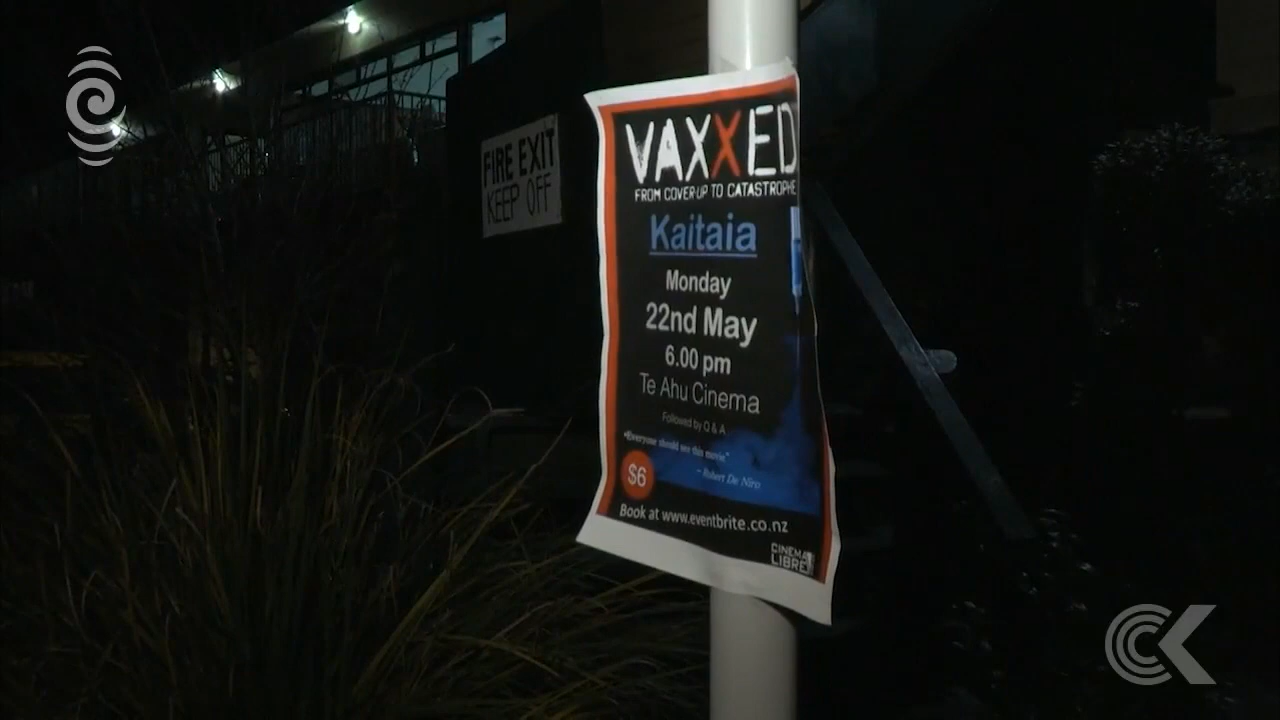 FIRE EXIT
KEEP OFF
VAXXED
FROM COVER-UP TO CATASTROPHE
Kaitaia
Monday
22nd May
6.00 pm
Te Ahu Cinema
Followed by Q & A
"Everyone should see this movie"
- Robert De Niro
$6
Book at www.eventbrite.co.nz
CINEMA
LIBRE